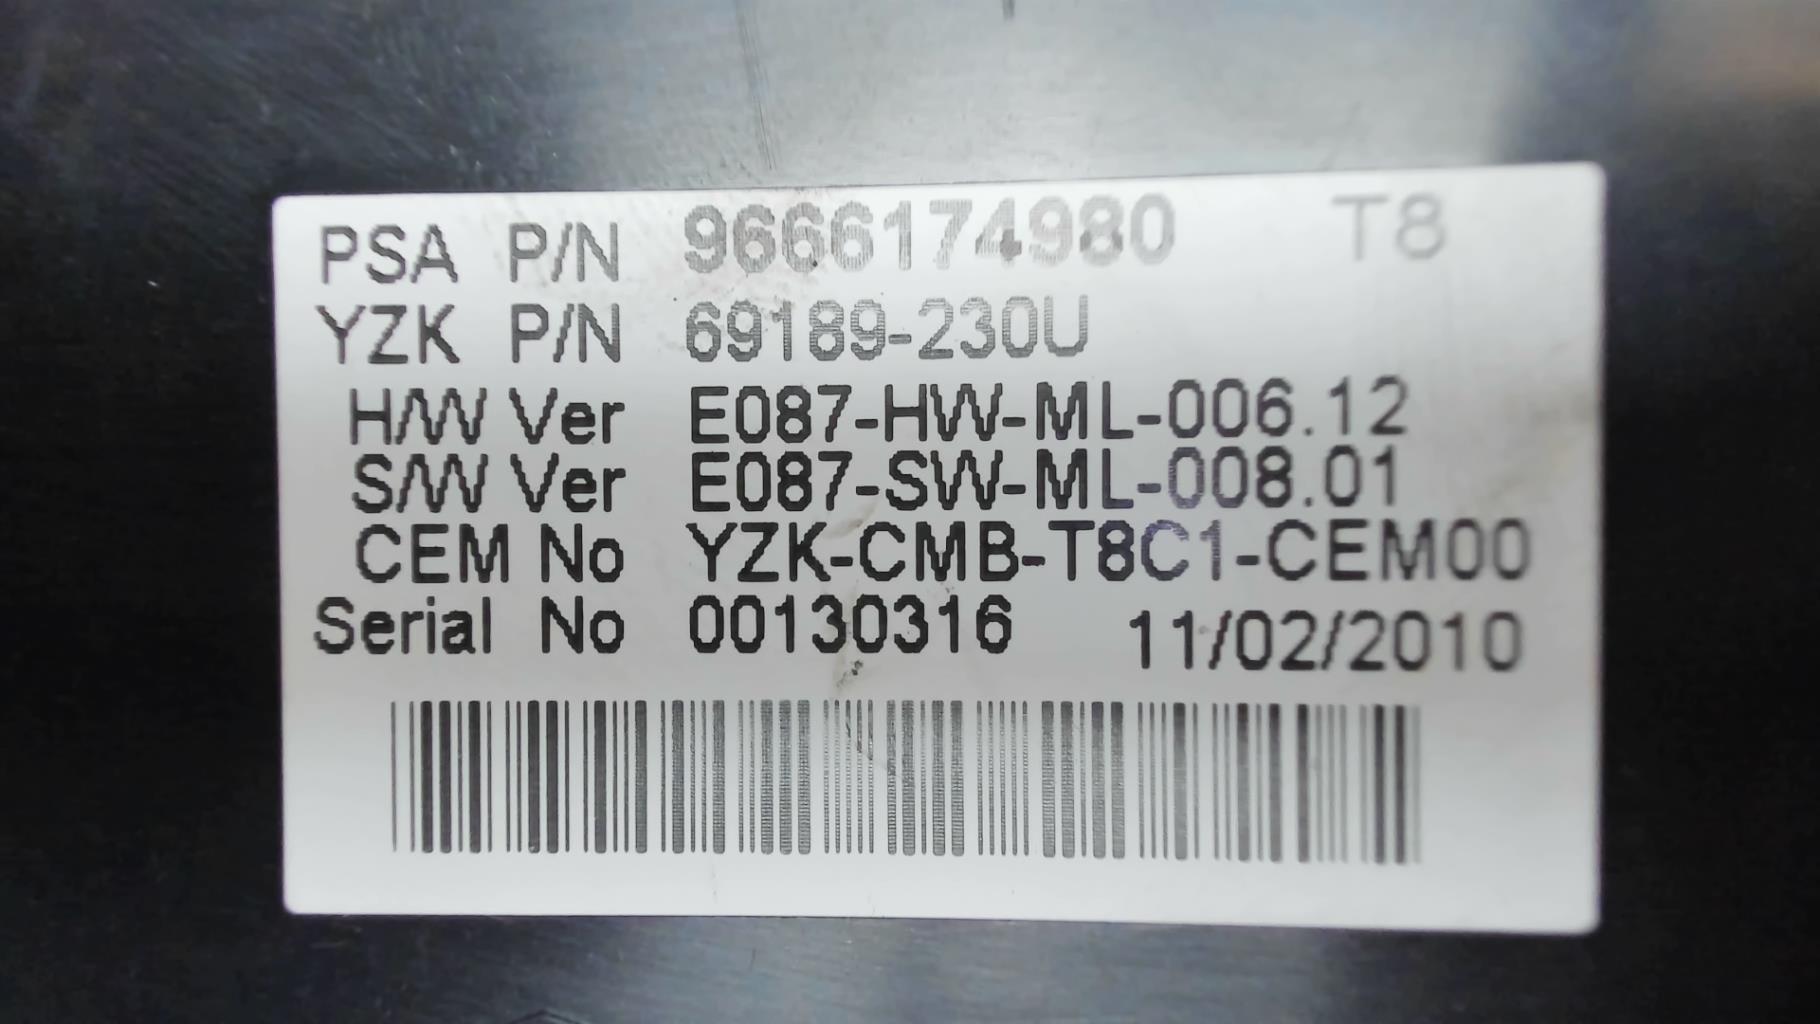 PSA P/N 9666174980 T8
YZK P/N 69189-230U
H/W Ver E087-HW-ML-006.12
S/W Ver E087-SW-ML-008.01
CEM No YZK-CMB-T8C1-CEM00
Serial No 00130316 11/02/2010